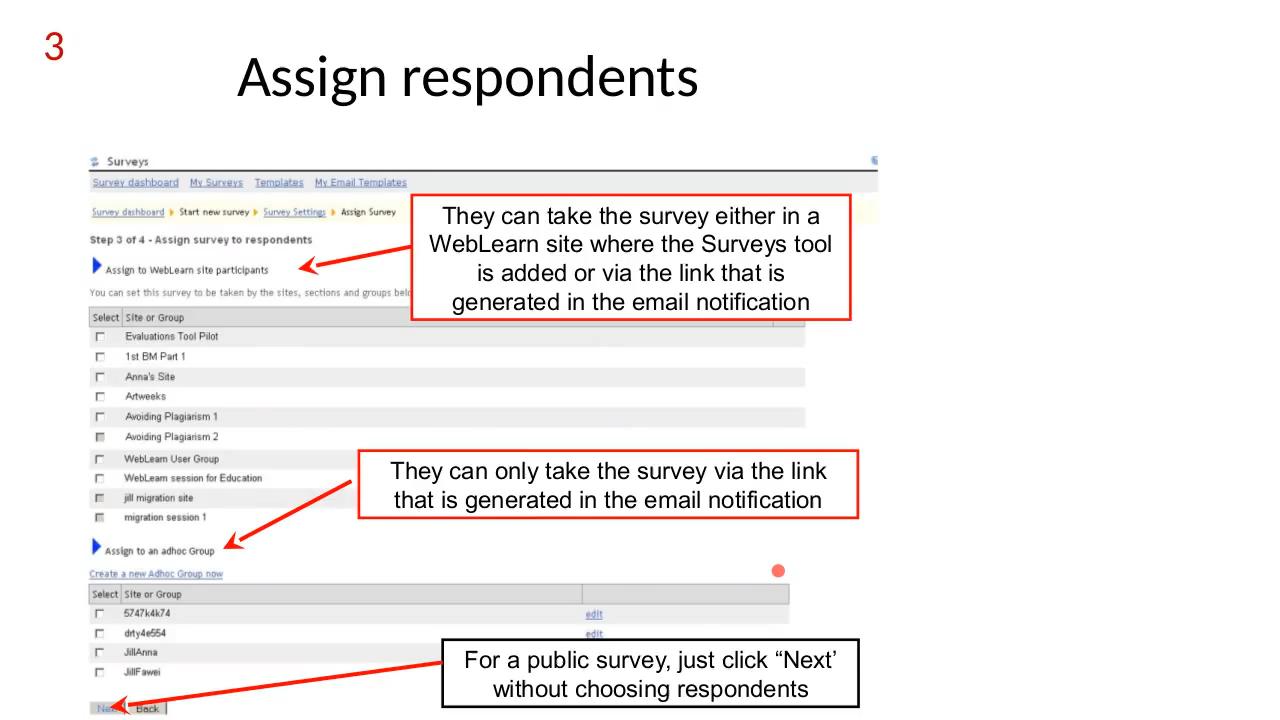 3
Assign respondents
Surveys
Survey dashboard My Surveys Templates My Email Templates
Survey dashboard Start new survey Survey Settings Assign Survey
They can take the survey either in a
WebLearn site where the Surveys tool
is added or via the link that is
generated in the email notification
Step 3 of 4 - Assign survey to respondents
Assign to WebLearn site participants
You can set this survey to be taken by the sites, sections and groups
Select Site or Group
Evaluations Tool Pilot
1st BM Part 1
Anna's Site
Artweeks
Avoiding Plagiarism 1
Avoiding Plagiarism 2
WebLearn User Group
WebLearn session for Education
jill migration site
migration session 1
They can only take the survey via the link
that is generated in the email notification
Assign to an adhoc Group
Create a new Adhoc Group now
Select Site or Group
5747k4k74 edit
drty4e554 edit
JillAnna
JillFawei
For a public survey, just click “Next’
without choosing respondents
Back